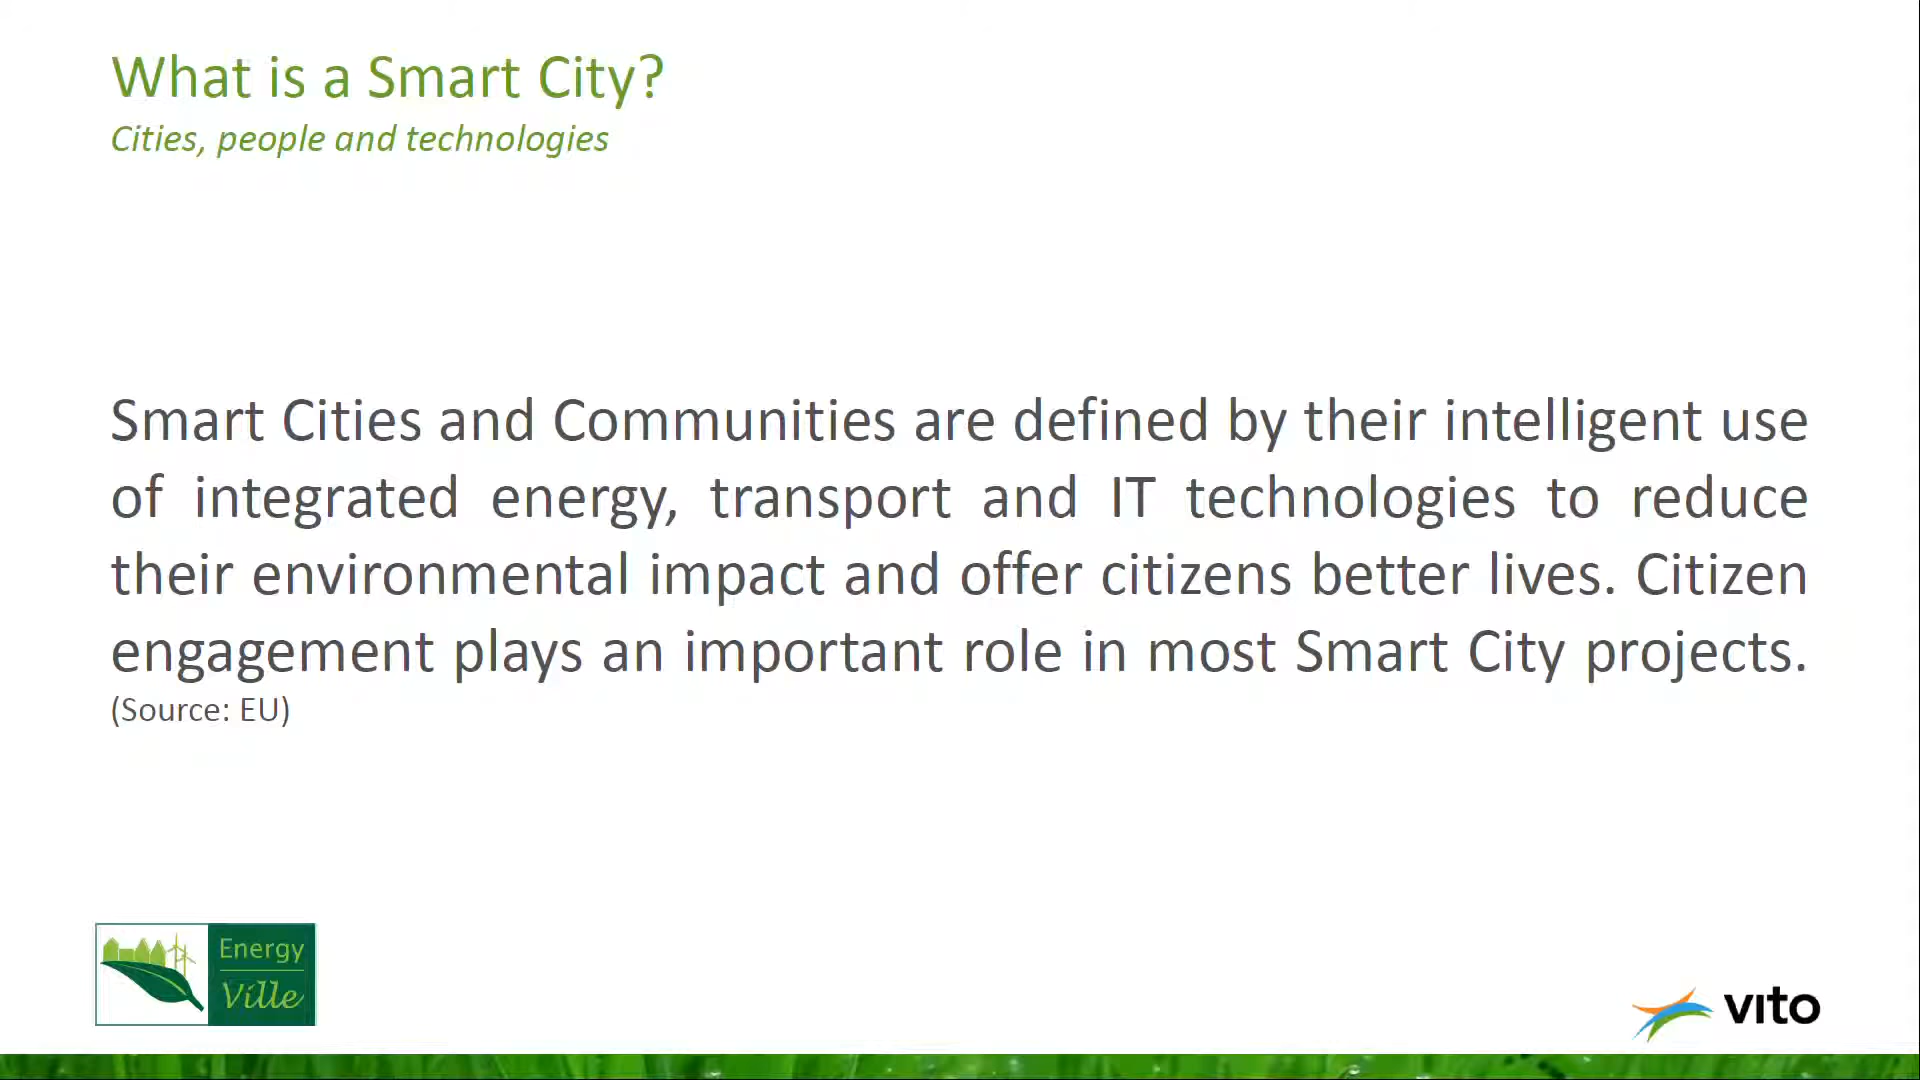 What is a Smart City?
Cities, people and technologies
Smart Cities and Communities are defined by their intelligent use
of integrated energy, transport and IT technologies to reduce
their environmental impact and offer citizens better lives. Citizen
engagement plays an important role in most Smart City projects.
(Source: EU)
Energy
Ville
vito